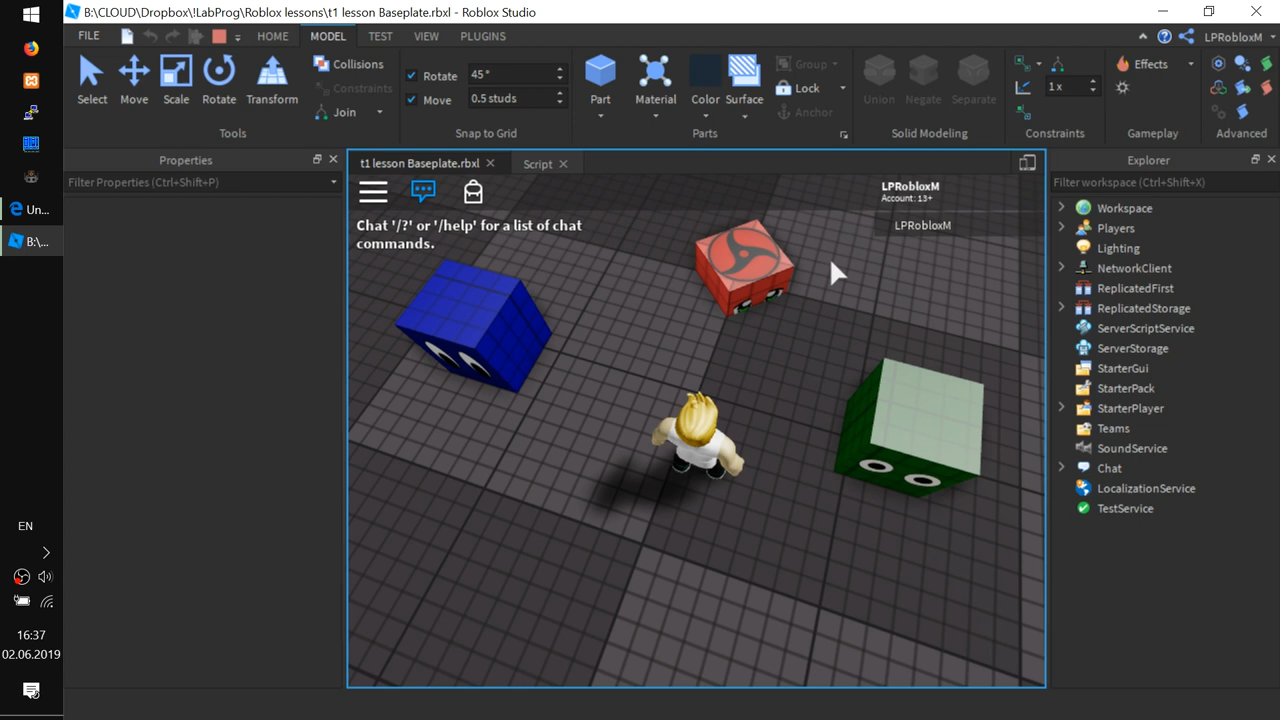 B:\CLOUD\Dropbox\!LabProg\Roblox lessons\t1 lesson Baseplate.rbxl - Roblox Studio
FILE
HOME
MODEL
TEST
VIEW
PLUGINS
LPRobloxM
Select
Move
Scale
Rotate
Transform
Collisions
Constraints
Join
Tools
Rotate
45°
Move
0.5 studs
Snap to Grid
Part
Material
Color
Surface
Group
Lock
Anchor
Parts
Union
Negate
Separate
Solid Modeling
1 x
Constraints
Effects
Gameplay
Advanced
Properties
Filter Properties (Ctrl+Shift+P)
t1 lesson Baseplate.rbxl
Script
Chat '/?' or '/help' for a list of chat
commands.
LPRobloxM
Account: 13+
LPRobloxM
Explorer
Filter workspace (Ctrl+Shift+X)
Workspace
Players
Lighting
NetworkClient
ReplicatedFirst
ReplicatedStorage
ServerScriptService
ServerStorage
StarterGui
StarterPack
StarterPlayer
Teams
SoundService
Chat
LocalizationService
TestService
Un...
B:\...
EN
16:37
02.06.2019